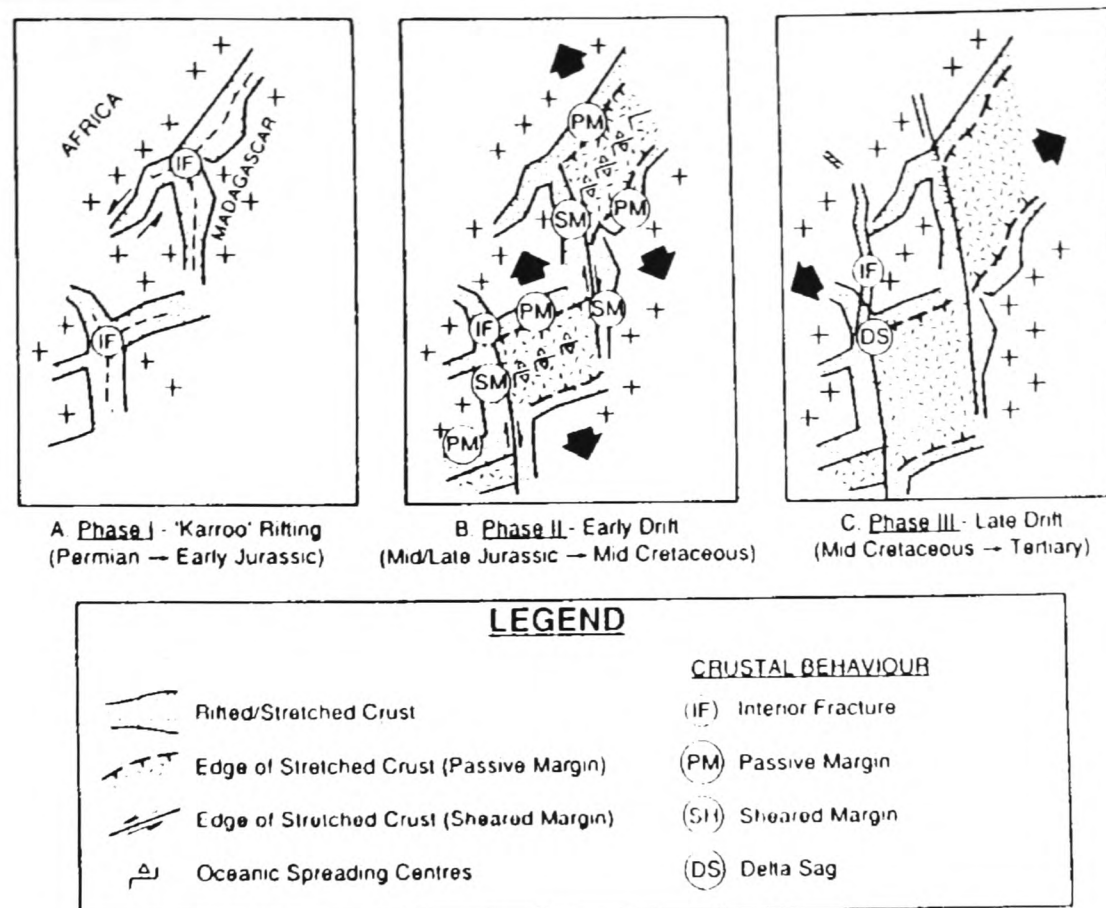 AFRICA
MADAGASCAR
IF
IF
PM
PM
SM
PM
SM
IF
SM
PM
IF
DS
A. Phase I - 'Karroo' Rifting
(Permian → Early Jurassic)
B. Phase II - Early Drift
(Mid/Late Jurassic → Mid Cretaceous)
C. Phase III - Late Drift
(Mid Cretaceous → Tertiary)
LEGEND
Rifted/Stretched Crust
Edge of Stretched Crust (Passive Margin)
Edge of Stretched Crust (Sheared Margin)
Oceanic Spreading Centres
CRUSTAL BEHAVIOUR
(IF) Interior Fracture
PM Passive Margin
(SH) Sheared Margin
(DS) Delta Sag